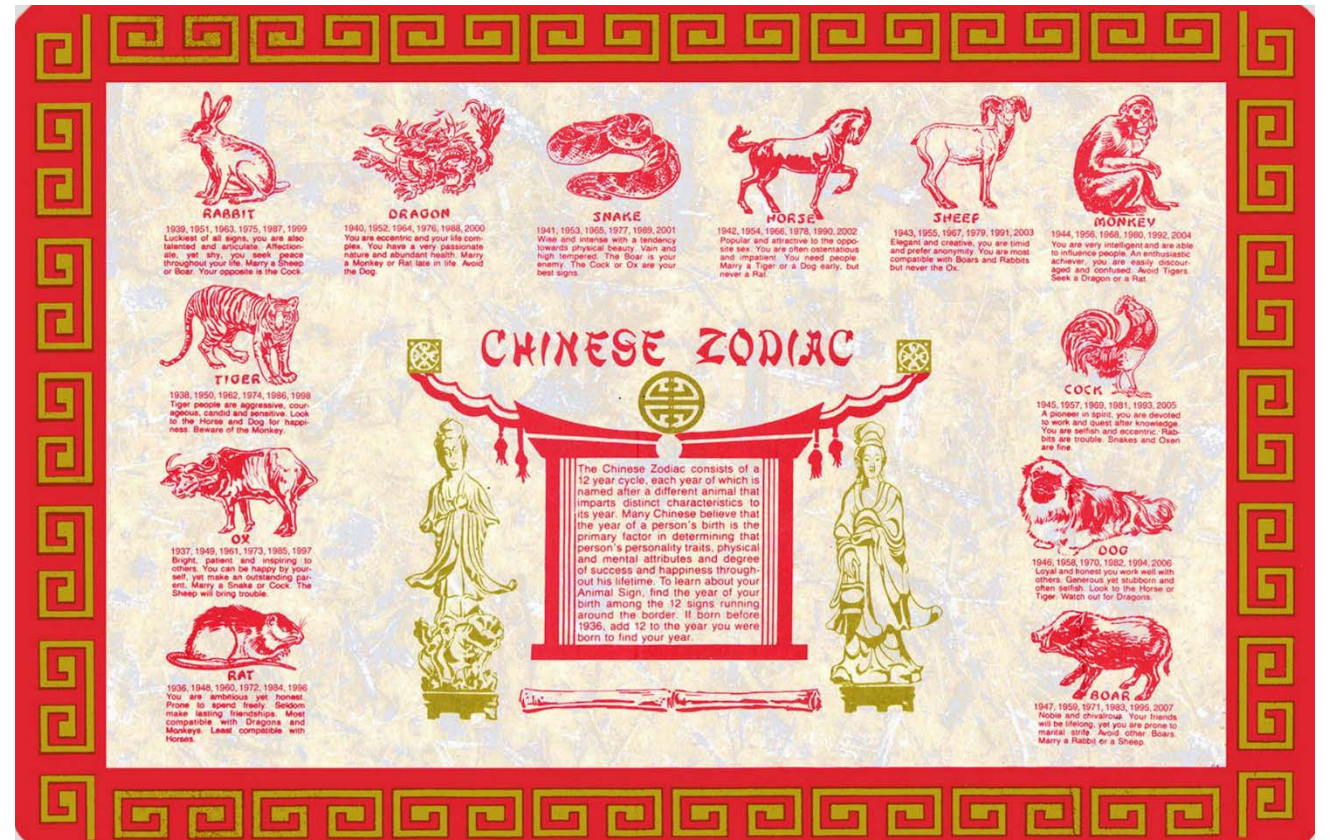 RABBIT
1939, 1951, 1963, 1975, 1987, 1999
Luckiest of all signs, you are also
talented and articulate. Affection-
ate, yet shy, you seek peace
throughout your life. Marry a Sheep
or Boar. Your opposite is the Cock.
DRAGON
1940, 1952, 1964, 1976, 1988, 2000
You are eccentric and your life com-
plex. You have a very passionate
nature and abundant health. Marry
a Monkey or Rat late in life. Avoid
the Dog.
SNAKE
1941, 1953, 1965, 1977, 1989, 2001
Wise and intense with a tendency
towards physical beauty. Vain and
high tempered. The Boar is your
enemy. The Cock or Ox are your
best signs.
HORSE
1942, 1954, 1966, 1978, 1990, 2002
Popular and attractive to the oppo-
site sex. You are often ostentatious
and impatient. You need people.
Marry a Tiger or a Dog early, but
never a Rat.
SHEEP
1943, 1955, 1967, 1979, 1991, 2003
Elegant and creative, you are timid
and prefer anonymity. You are most
compatible with Boars and Rabbits
but never the Ox.
MONKEY
1944, 1956, 1968, 1980, 1992, 2004
You are very intelligent and are able
to influence people. An enthusiastic
achiever, you are easily discour-
aged and confused. Avoid Tigers.
Seek a Dragon or a Rat.
TIGER
1938, 1950, 1962, 1974, 1986, 1998
Tiger people are aggressive, cour-
ageous, candid and sensitive. Look
to the Horse and Dog for happi-
ness. Beware of the Monkey.
CHINESE ZODIAC
COCK
1945, 1957, 1969, 1981, 1993, 2005
A pioneer in spirit, you are devoted
to work and quest after knowledge.
You are selfish and eccentric. Rab-
bits are trouble. Snakes and Oxen
are fine.
OX
1937, 1949, 1961, 1973, 1985, 1997
Bright, patient and inspiring to
others. You can be happy by your-
self, yet make an outstanding par-
ent. Marry a Snake or Cock. The
Sheep will bring trouble.
The Chinese Zodiac consists of a
12 year cycle, each year of which is
named after a different animal that
imparts distinct characteristics to
its year. Many Chinese believe that
the year of a person's birth is the
primary factor in determining that
person's personality traits, physical
and mental attributes and degree
of success and happiness through-
out his lifetime. To learn about your
Animal Sign, find the year of your
birth among the 12 signs running
around the border. If born before
1936, add 12 to the year you were
born to find your year.
DOG
1946, 1958, 1970, 1982, 1994, 2006
Loyal and honest you work well with
others. Generous yet stubborn and
often selfish. Look to the Horse or
Tiger. Watch out for Dragons.
RAT
1936, 1948, 1960, 1972, 1984, 1996
You are ambitious yet honest.
Prone to spend freely. Seldom
make lasting friendships. Most
compatible with Dragons and
Monkeys. Least compatible with
Horses.
BOAR
1947, 1959, 1971, 1983, 1995, 2007
Noble and chivalrous. Your friends
will be lifelong, yet you are prone to
marital strife. Avoid other Boars.
Marry a Rabbit or a Sheep.